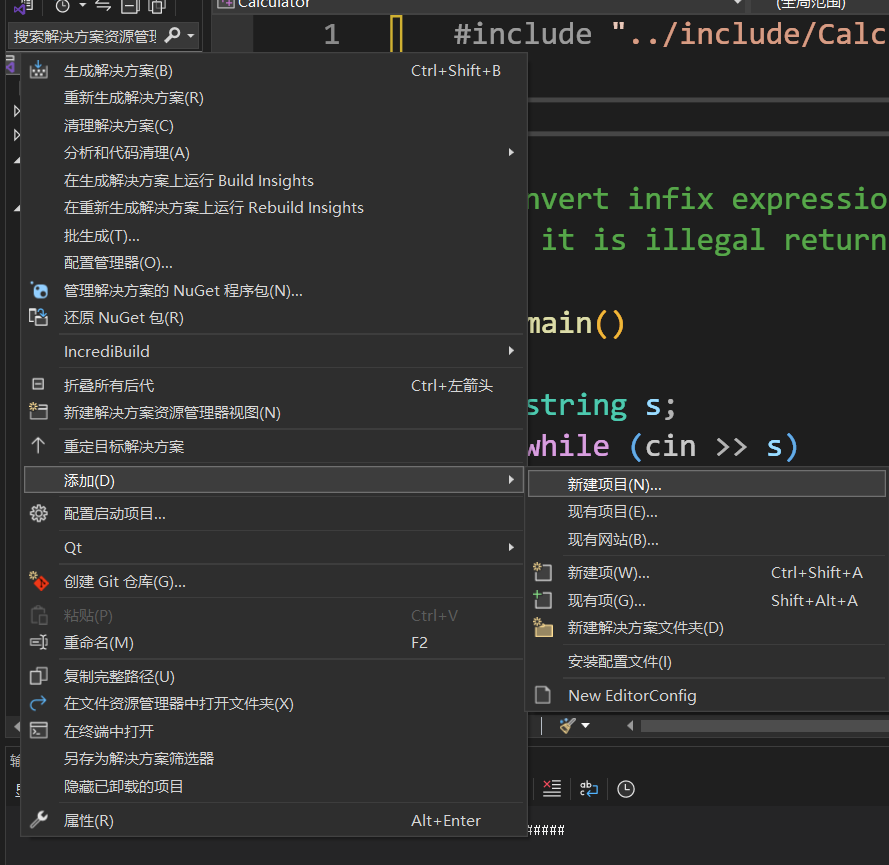 Calculator
(全局范围)
搜索解决方案资源管理
1
#include "../include/Calc
生成解决方案(B) Ctrl+Shift+B
重新生成解决方案(R)
清理解决方案(C)
分析和代码清理(A)
在生成解决方案上运行 Build Insights
nvert infix expressio
在重新生成解决方案上运行 Rebuild Insights
批生成(T)...
it is illegal return
配置管理器(O)...
管理解决方案的 NuGet 程序包(N)...
还原 NuGet 包(R)
main()
IncrediBuild
折叠所有后代 Ctrl+左箭头
string s;
新建解决方案资源管理器视图(N)
重定目标解决方案
while (cin >> s)
添加(D)
新建项目(N)...
配置启动项目...
现有项目(E)...
现有网站(B)...
Qt
新建项(W)... Ctrl+Shift+A
创建 Git 仓库(G)...
现有项(G)... Shift+Alt+A
粘贴(P) Ctrl+V
新建解决方案文件夹(D)
重命名(M) F2
安装配置文件(I)
复制完整路径(U)
New EditorConfig
在文件资源管理器中打开文件夹(X)
在终端中打开
另存为解决方案筛选器
隐藏已卸载的项目
属性(R) Alt+Enter
#####